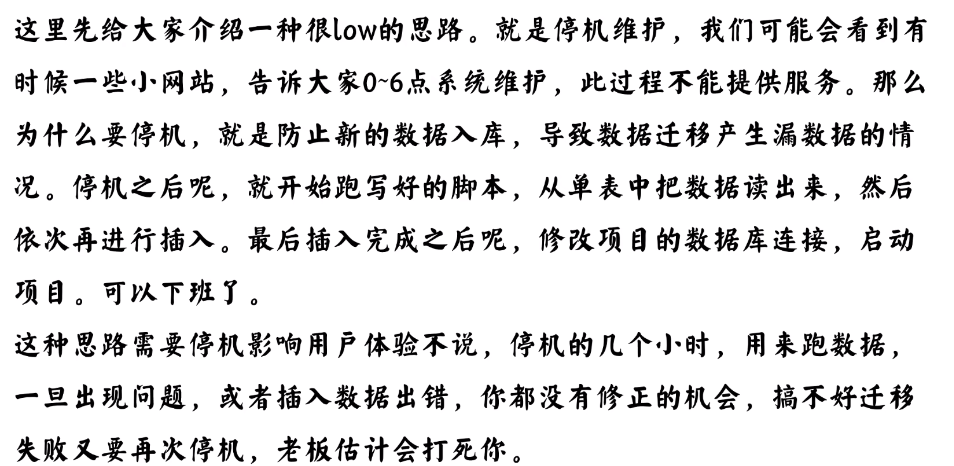 这里先给大家介绍一种很low的思路。就是停机维护，我们可能会看到有
时候一些小网站，告诉大家0~6点系统维护，此过程不能提供服务。那么
为什么要停机，就是防止新的数据入库，导致数据迁移产生漏数据的情
况。停机之后呢，就开始跑写好的脚本，从单表中把数据读出来，然后
依次再进行插入。最后插入完成之后呢，修改项目的数据库连接，启动
项目。可以下班了。
这种思路需要停机影响用户体验不说，停机的几个小时，用来跑数据，
一旦出现问题，或者插入数据出错，你都没有修正的机会，搞不好迁移
失败又要再次停机，老板估计会打死你。